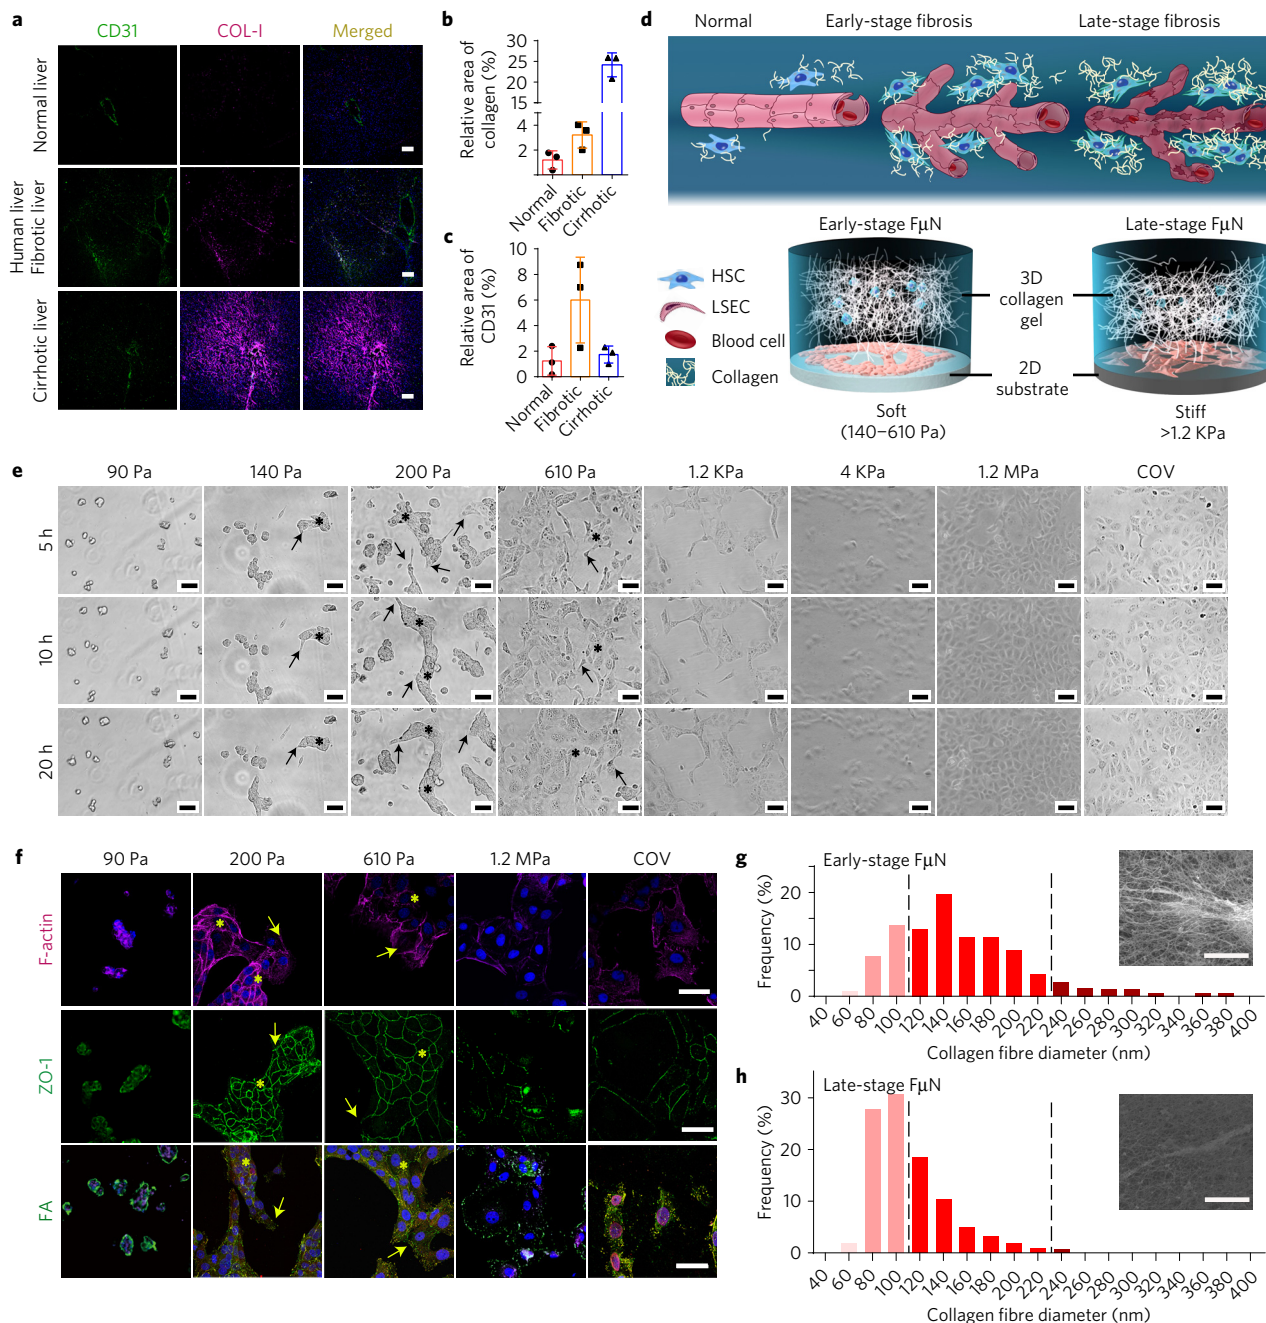 a
CD31
COL-I
Merged
Human liver
Normal liver
Fibrotic liver
Cirrhotic liver
b
Relative area of
collagen (%)
30
25
20
15
4
2
Normal
Fibrotic
Cirrhotic
c
Relative area of
CD31 (%)
10
8
6
4
2
0
Normal
Fibrotic
Cirrhotic
d
Normal
Early-stage fibrosis
Late-stage fibrosis
HSC
LSEC
Blood cell
Collagen
Early-stage FμN
Late-stage FμN
3D
collagen
gel
2D
substrate
Soft
(140–610 Pa)
Stiff
>1.2 KPa
e
90 Pa
140 Pa
200 Pa
610 Pa
1.2 KPa
4 KPa
1.2 MPa
COV
5 h
10 h
20 h
f
90 Pa
200 Pa
610 Pa
1.2 MPa
COV
F-actin
ZO-1
FA
g
Early-stage FμN
Frequency (%)
20
10
0
40 60 80 100 120 140 160 180 200 220 240 260 280 300 320 340 360 380 400
Collagen fibre diameter (nm)
h
Late-stage FμN
Frequency (%)
30
20
10
0
40 60 80 100 120 140 160 180 200 220 240 260 280 300 320 340 360 380 400
Collagen fibre diameter (nm)